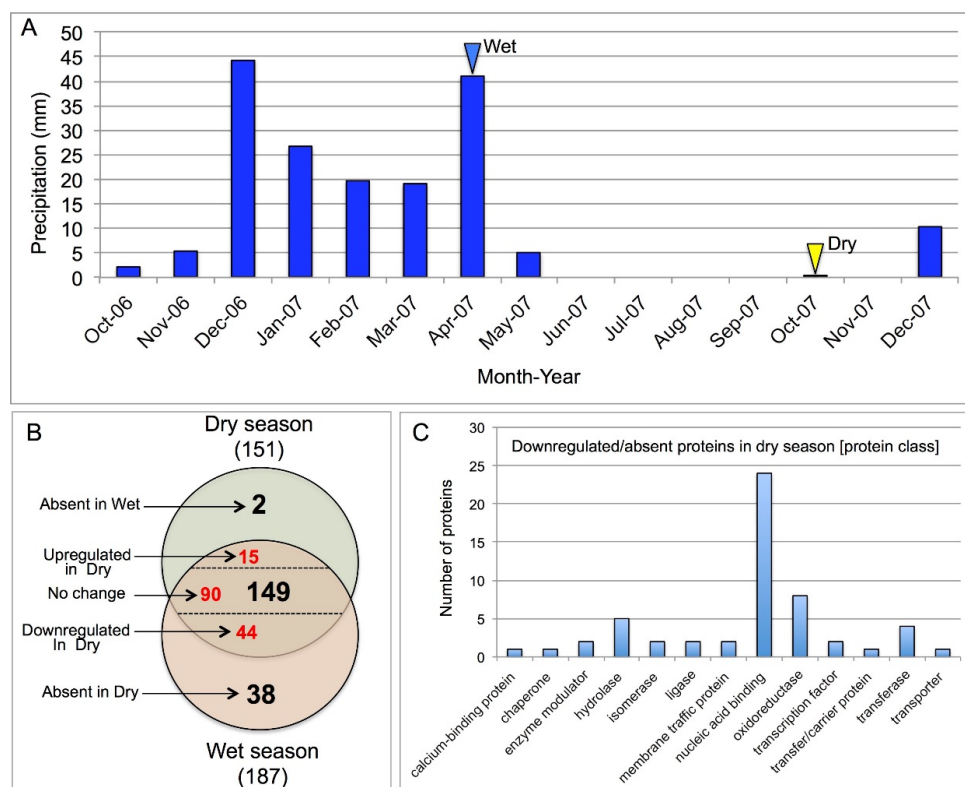 A
Precipitation (mm)
50
45
40
35
30
25
20
15
10
5
0
Wet
Dry
Oct-06
Nov-06
Dec-06
Jan-07
Feb-07
Mar-07
Apr-07
May-07
Jun-07
Jul-07
Aug-07
Sep-07
Oct-07
Nov-07
Dec-07
Month-Year
B
Dry season
(151)
Absent in Wet
2
Upregulated
in Dry
15
No change
90
149
Downregulated
In Dry
44
Absent in Dry
38
Wet season
(187)
C
Downregulated/absent proteins in dry season [protein class]
Number of proteins
30
25
20
15
10
5
0
calcium-binding protein
chaperone
enzyme modulator
hydrolase
isomerase
ligase
membrane traffic protein
nucleic acid binding
oxidoreductase
transcription factor
transfer/carrier protein
transferase
transporter